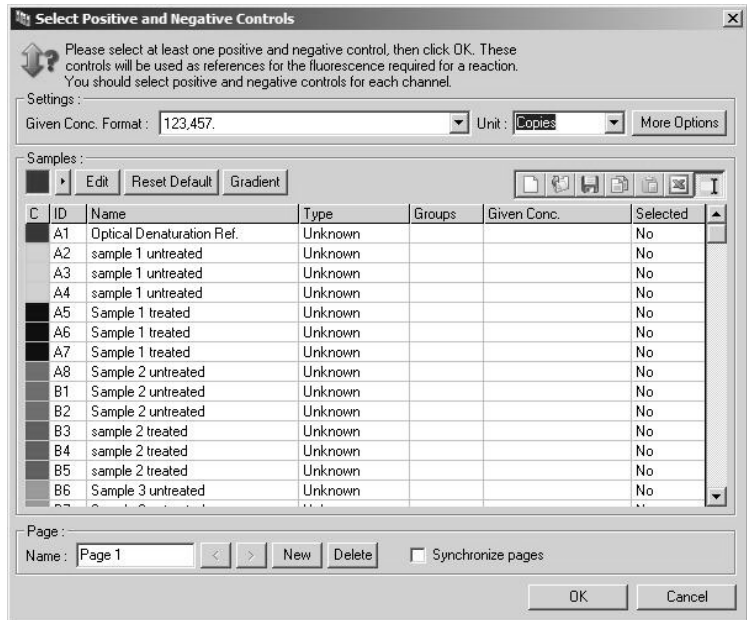 Select Positive and Negative Controls
Please select at least one positive and negative control, then click OK. These
controls will be used as references for the fluorescence required for a reaction.
You should select positive and negative controls for each channel.
Settings :
Given Conc. Format : 123,457. Unit : Copies More Options
Samples :
Edit Reset Default Gradient
C ID Name Type Groups Given Conc. Selected
A1 Optical Denaturation Ref. Unknown No
A2 sample 1 untreated Unknown No
A3 sample 1 untreated Unknown No
A4 sample 1 untreated Unknown No
A5 Sample 1 treated Unknown No
A6 Sample 1 treated Unknown No
A7 Sample 1 treated Unknown No
A8 Sample 2 untreated Unknown No
B1 Sample 2 untreated Unknown No
B2 Sample 2 untreated Unknown No
B3 sample 2 treated Unknown No
B4 sample 2 treated Unknown No
B5 sample 2 treated Unknown No
B6 Sample 3 untreated Unknown No
Page :
Name : Page 1 < > New Delete Synchronize pages
OK Cancel